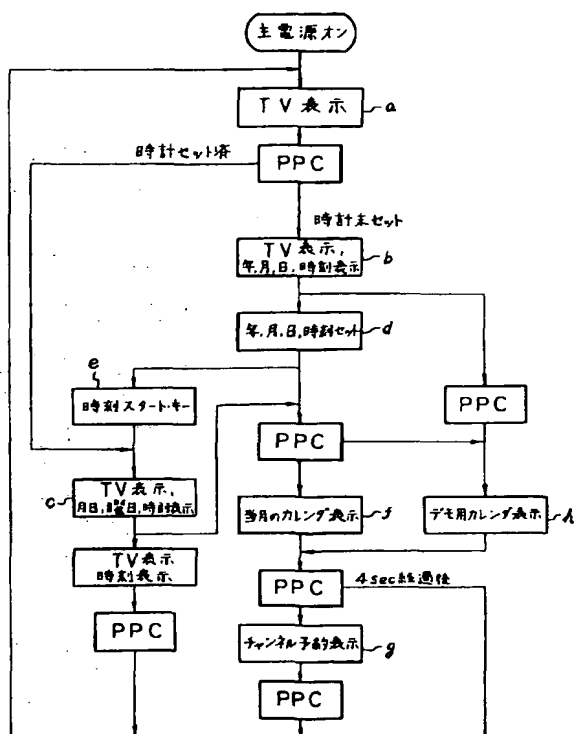 主電源オン
TV表示
a
時計セット済
PPC
時計未セット
TV表示,
年,月,日,時刻表示
b
年,月,日,時刻セット
d
e
時刻スタート・キー
PPC
PPC
c
TV表示,
月日,曜日,時刻表示
当月のカレンダ表示
f
デモ用カレンダ表示
h
TV表示
時刻表示
PPC
4sec経過後
PPC
チャンネル予約表示
g
PPC